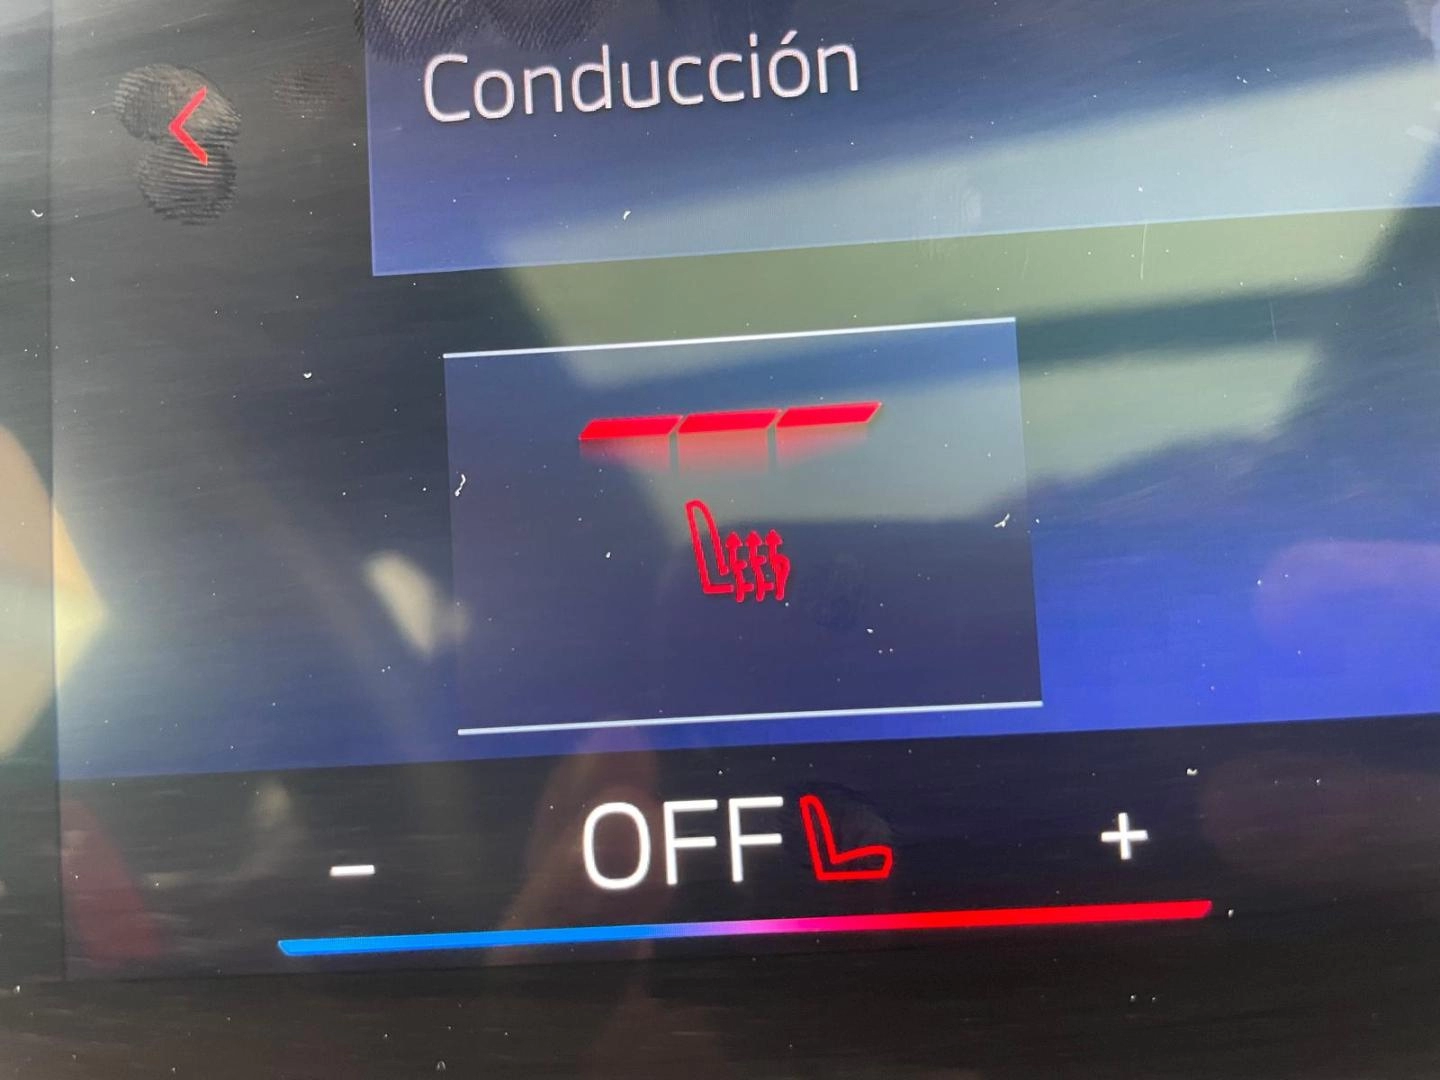 Conducción
- OFF +